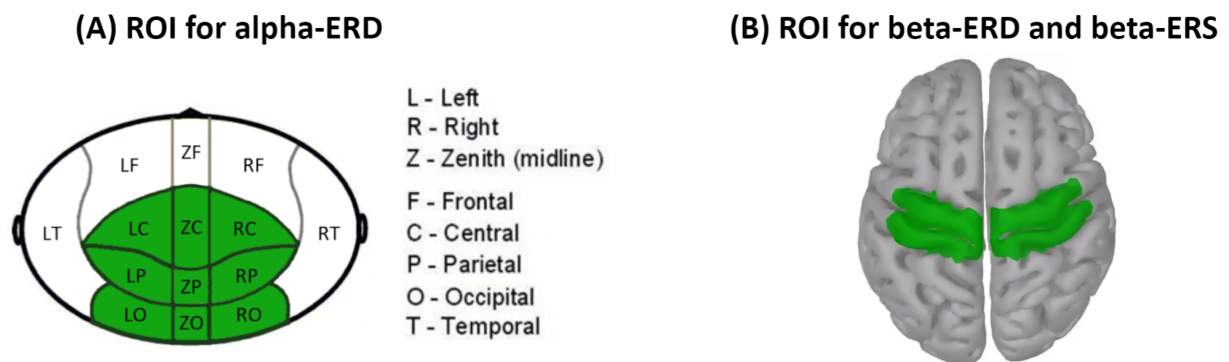 (A) ROI for alpha-ERD
(B) ROI for beta-ERD and beta-ERS
L - Left
R - Right
Z - Zenith (midline)
F - Frontal
C - Central
P - Parietal
O - Occipital
T - Temporal
LF ZF RF
LT LC ZC RC RT
LP ZP RP
LO ZO RO